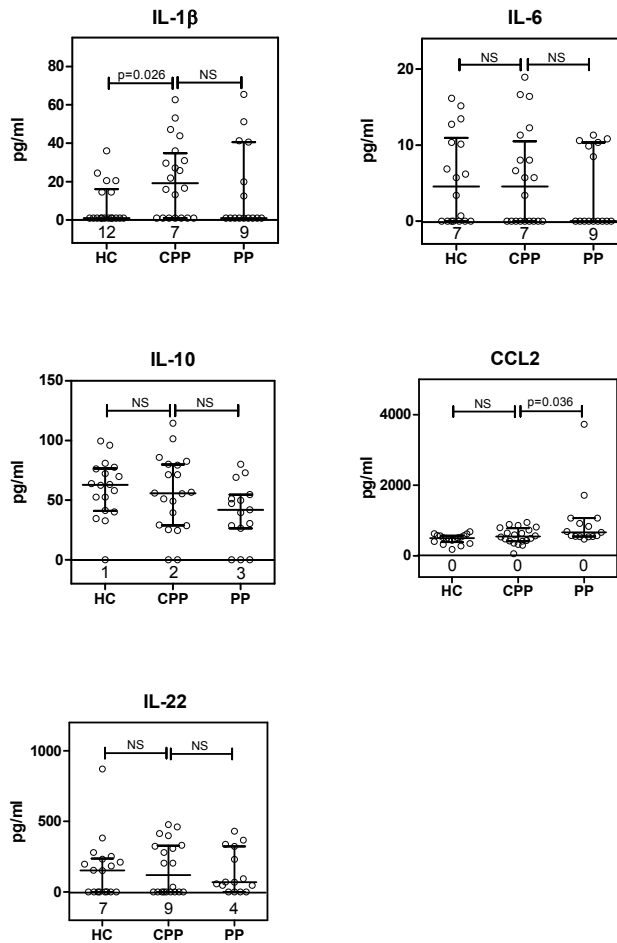 IL-1β
80
60
40
20
0
pg/ml
p=0.026
NS
12
7
9
HC
CPP
PP
IL-6
20
10
0
pg/ml
NS
NS
7
7
9
HC
CPP
PP
IL-10
150
100
50
0
pg/ml
NS
NS
1
2
3
HC
CPP
PP
CCL2
4000
2000
0
pg/ml
NS
p=0.036
0
0
0
HC
CPP
PP
IL-22
1000
500
0
pg/ml
NS
NS
7
9
4
HC
CPP
PP